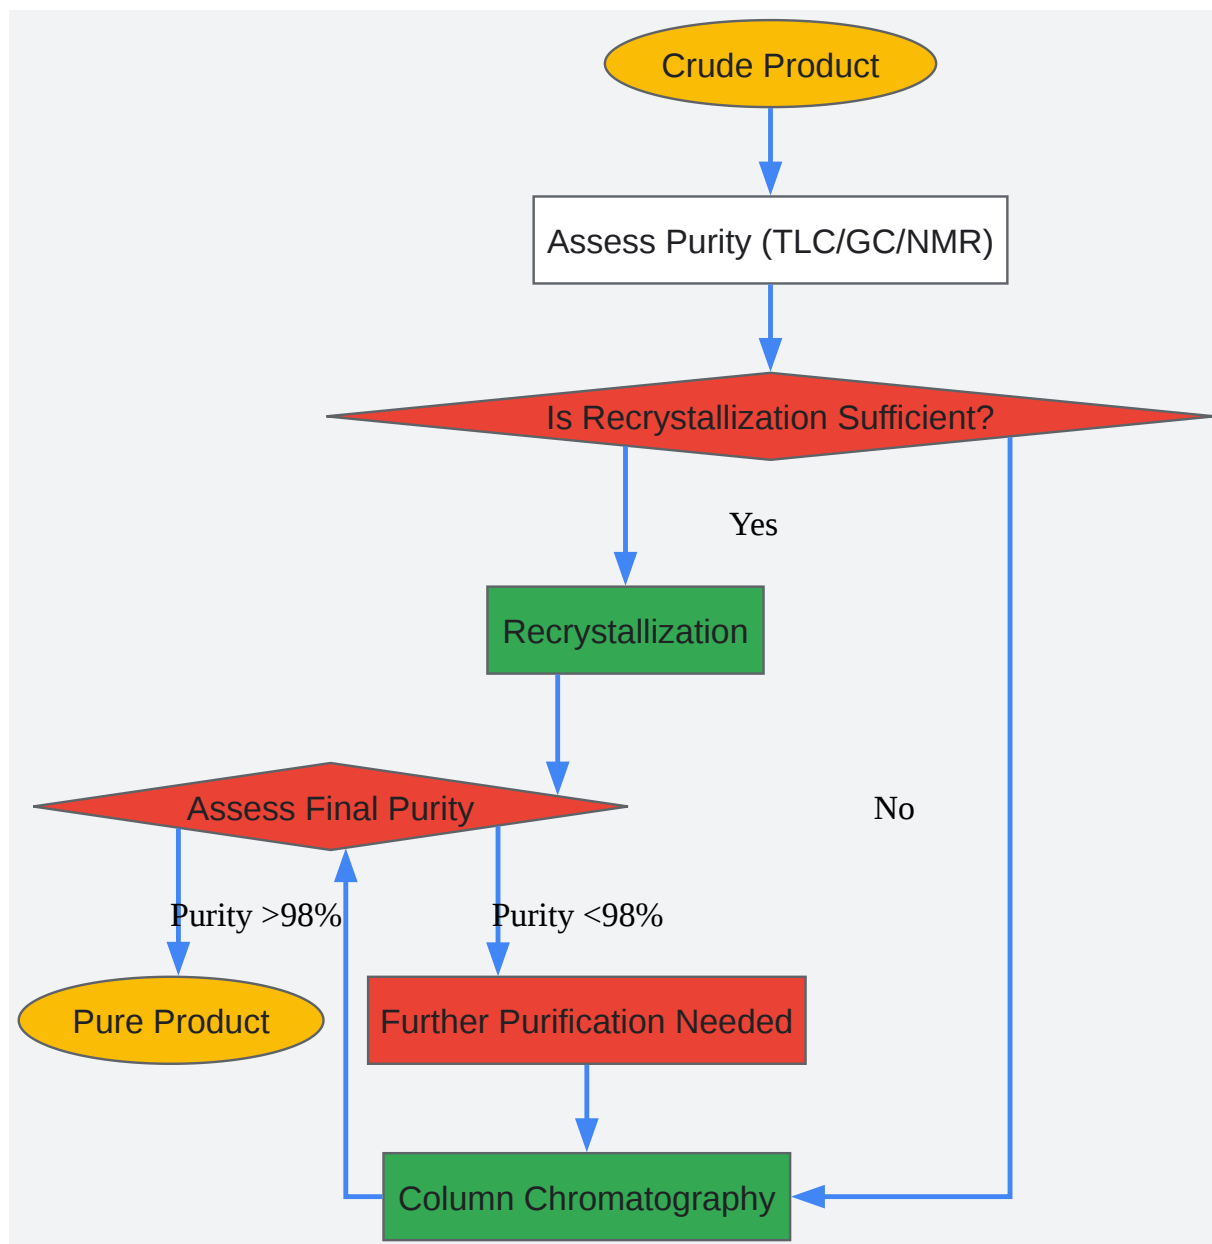 Crude Product
Assess Purity (TLC/GC/NMR)
Is Recrystallization Sufficient?
Yes
Recrystallization
Assess Final Purity
No
Purity >98%
Purity <98%
Pure Product
Further Purification Needed
Column Chromatography